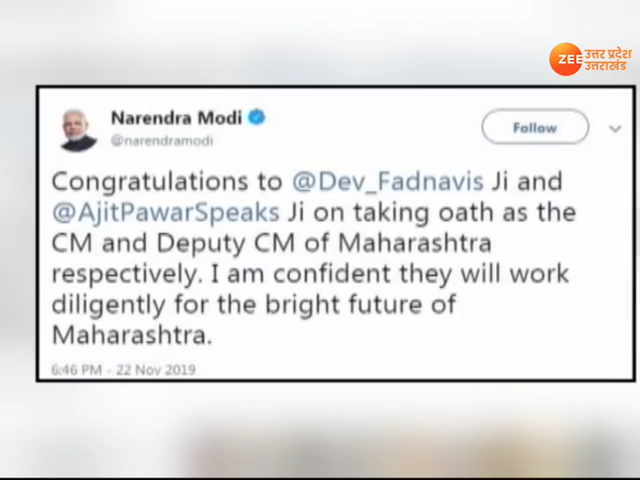 ZEE उत्तर प्रदेश
उत्तराखंड
Narendra Modi
@narendramodi
Follow
Congratulations to @Dev_Fadnavis Ji and
@AjitPawarSpeaks Ji on taking oath as the
CM and Deputy CM of Maharashtra
respectively. I am confident they will work
diligently for the bright future of
Maharashtra.
6:46 PM - 22 Nov 2019